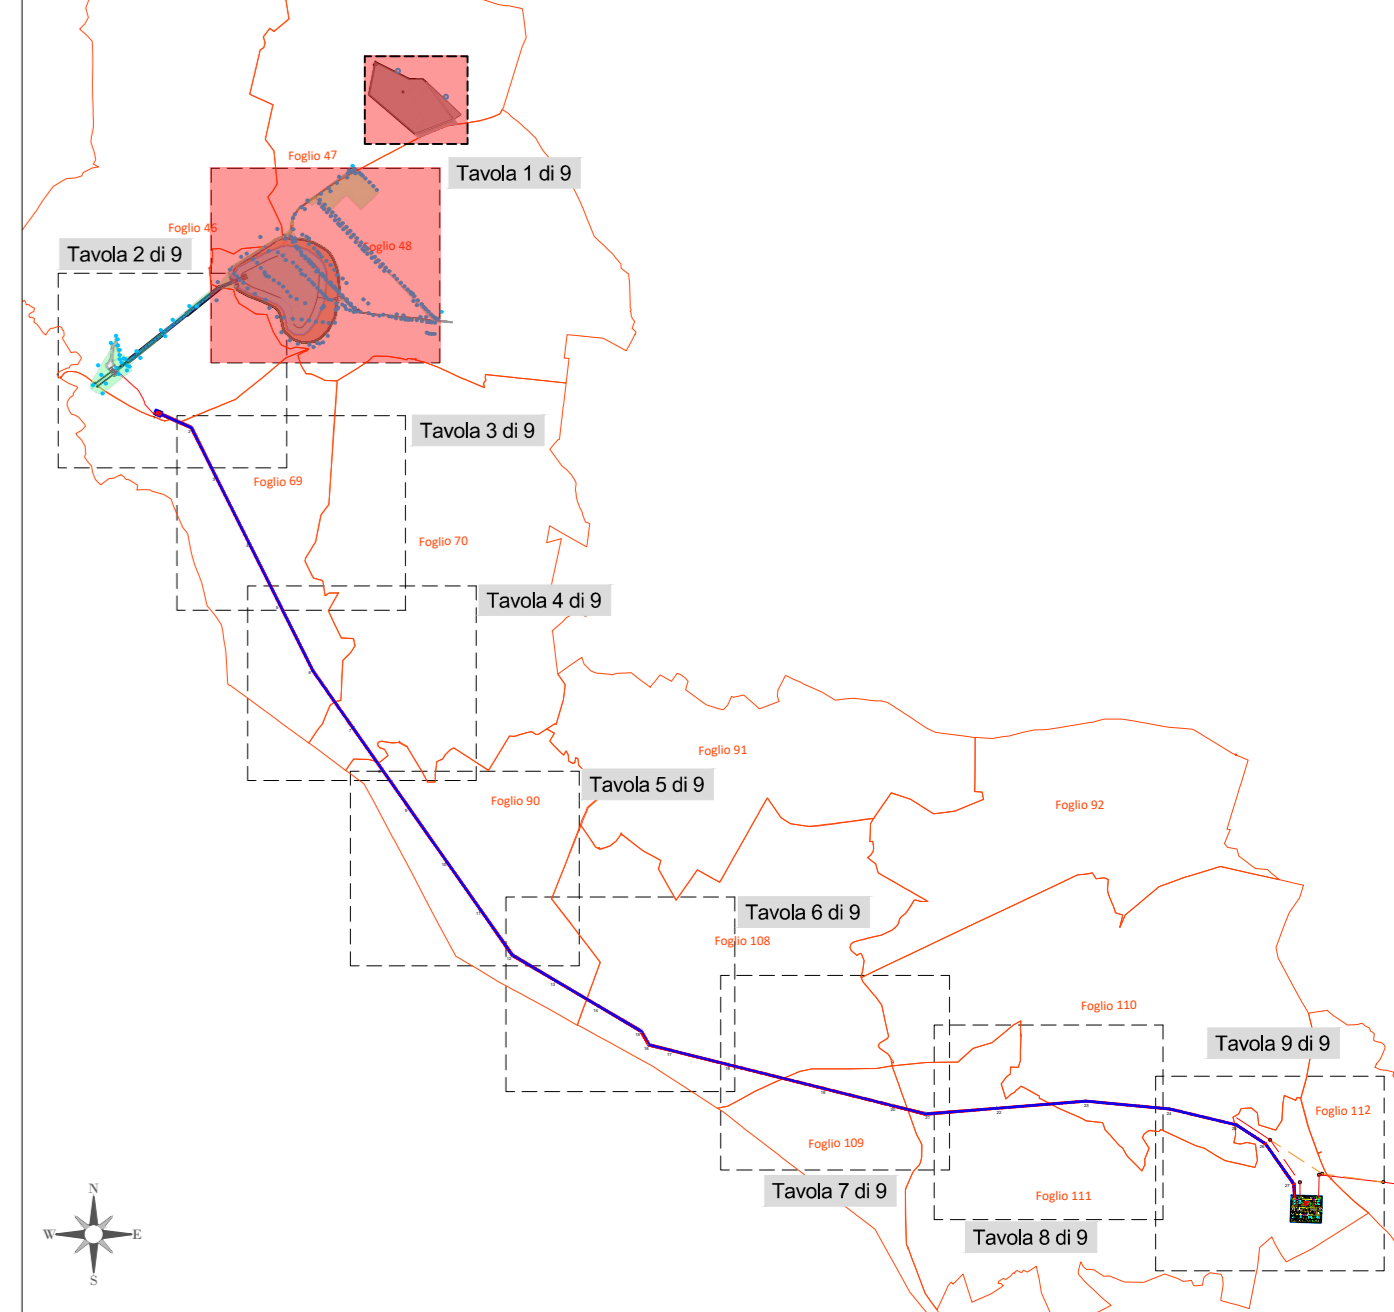 Foglio 47
Tavola 1 di 9
Foglio 46
Foglio 48
Tavola 2 di 9
Tavola 3 di 9
Foglio 69
Foglio 70
Tavola 4 di 9
Foglio 91
Tavola 5 di 9
Foglio 90
Foglio 92
Tavola 6 di 9
Foglio 108
Foglio 110
Tavola 9 di 9
Foglio 112
Foglio 109
Tavola 7 di 9
Foglio 111
Tavola 8 di 9
N
W E
S